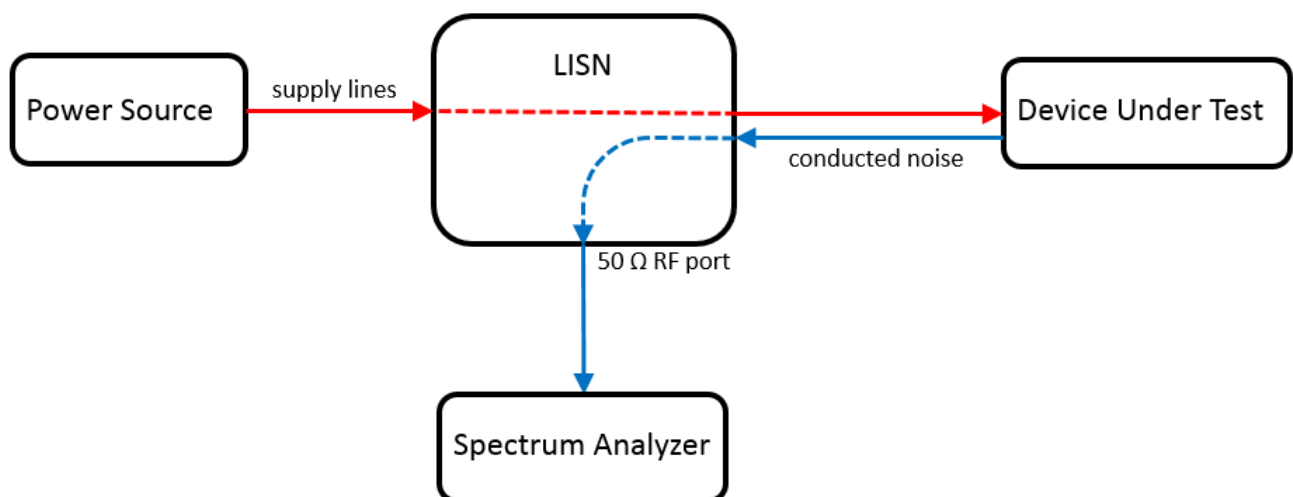 LISN
Power Source
supply lines
Device Under Test
conducted noise
50 Ω RF port
Spectrum Analyzer